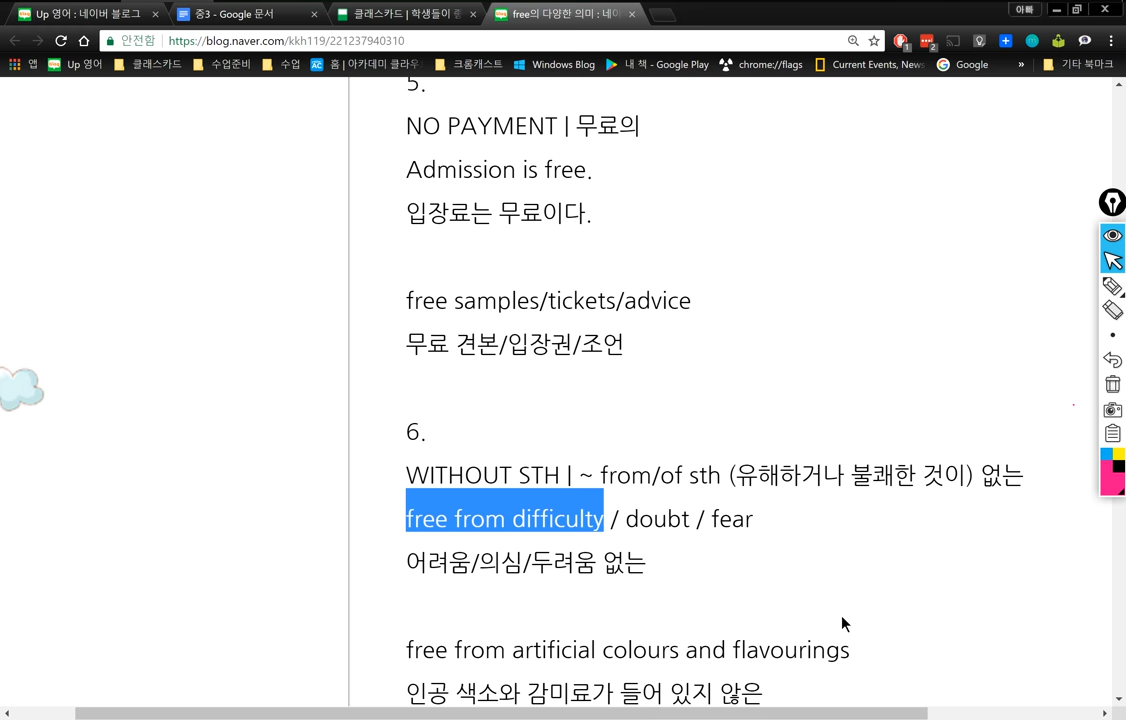 Up 영어 : 네이버 블로그
중3 - Google 문서
클래스카드 | 학생들이 좀
free의 다양한 의미 : 네이
아빠
안전함
https://blog.naver.com/kkh119/221237940310
1
2
앱
Up 영어
클래스카드
수업준비
수업
홈 | 아카데미 클라우
크롬캐스트
Windows Blog
내 책 - Google Play
chrome://flags
Current Events, News
Google
»
기타 북마크
5.
NO PAYMENT | 무료의
Admission is free.
입장료는 무료이다.
free samples/tickets/advice
무료 견본/입장권/조언
6.
WITHOUT STH | ~ from/of sth (유해하거나 불쾌한 것이) 없는
free from difficulty / doubt / fear
어려움/의심/두려움 없는
free from artificial colours and flavourings
인공 색소와 감미료가 들어 있지 않은